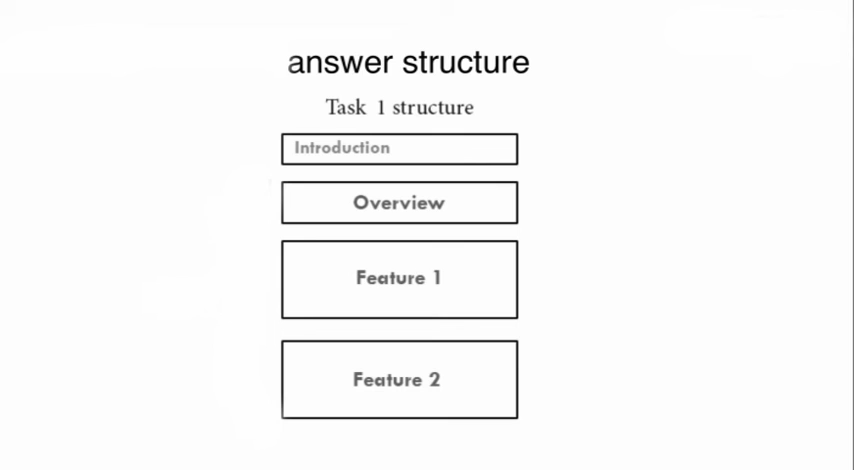 answer structure
Task 1 structure
Introduction
Overview
Feature 1
Feature 2